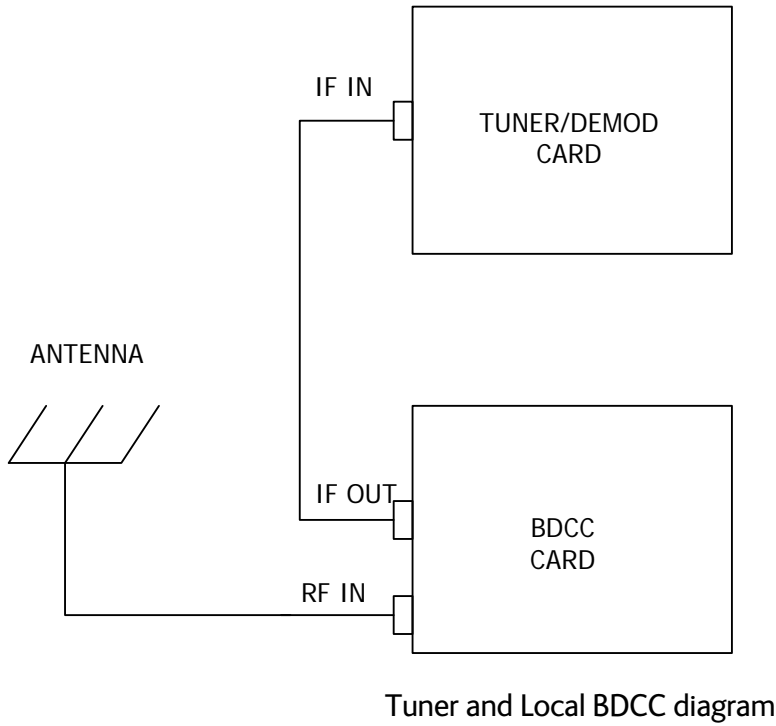 IF IN
TUNER/DEMOD
CARD
ANTENNA
IF OUT
BDCC
CARD
RF IN
Tuner and Local BDCC diagram